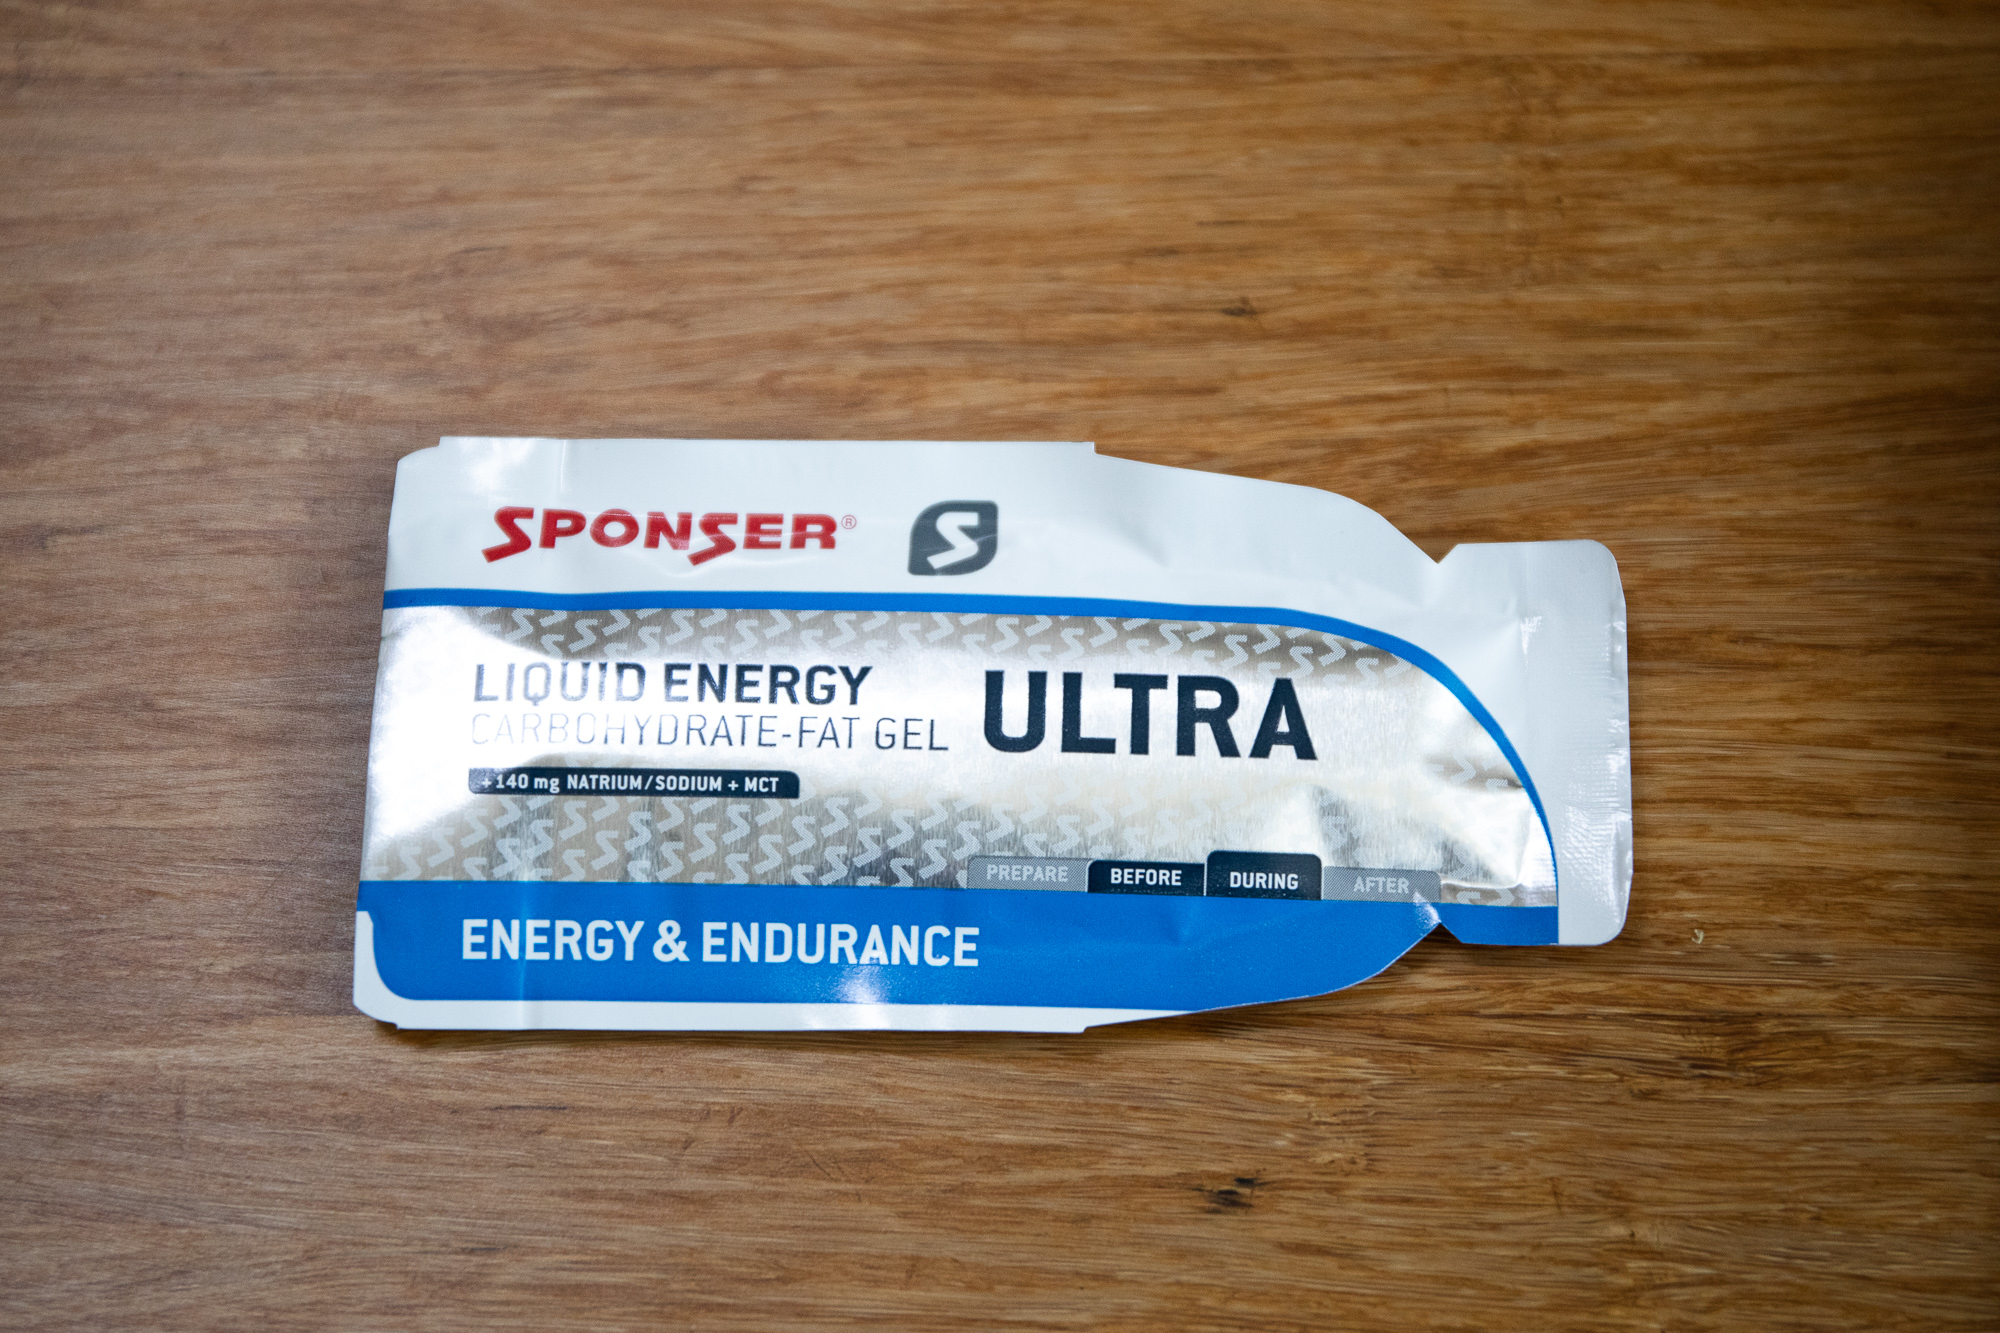 SPONSER®
LIQUID ENERGY
CARBOHYDRATE-FAT GEL
ULTRA
+140 mg NATRIUM/SODIUM + MCT
PREPARE BEFORE DURING AFTER
ENERGY & ENDURANCE